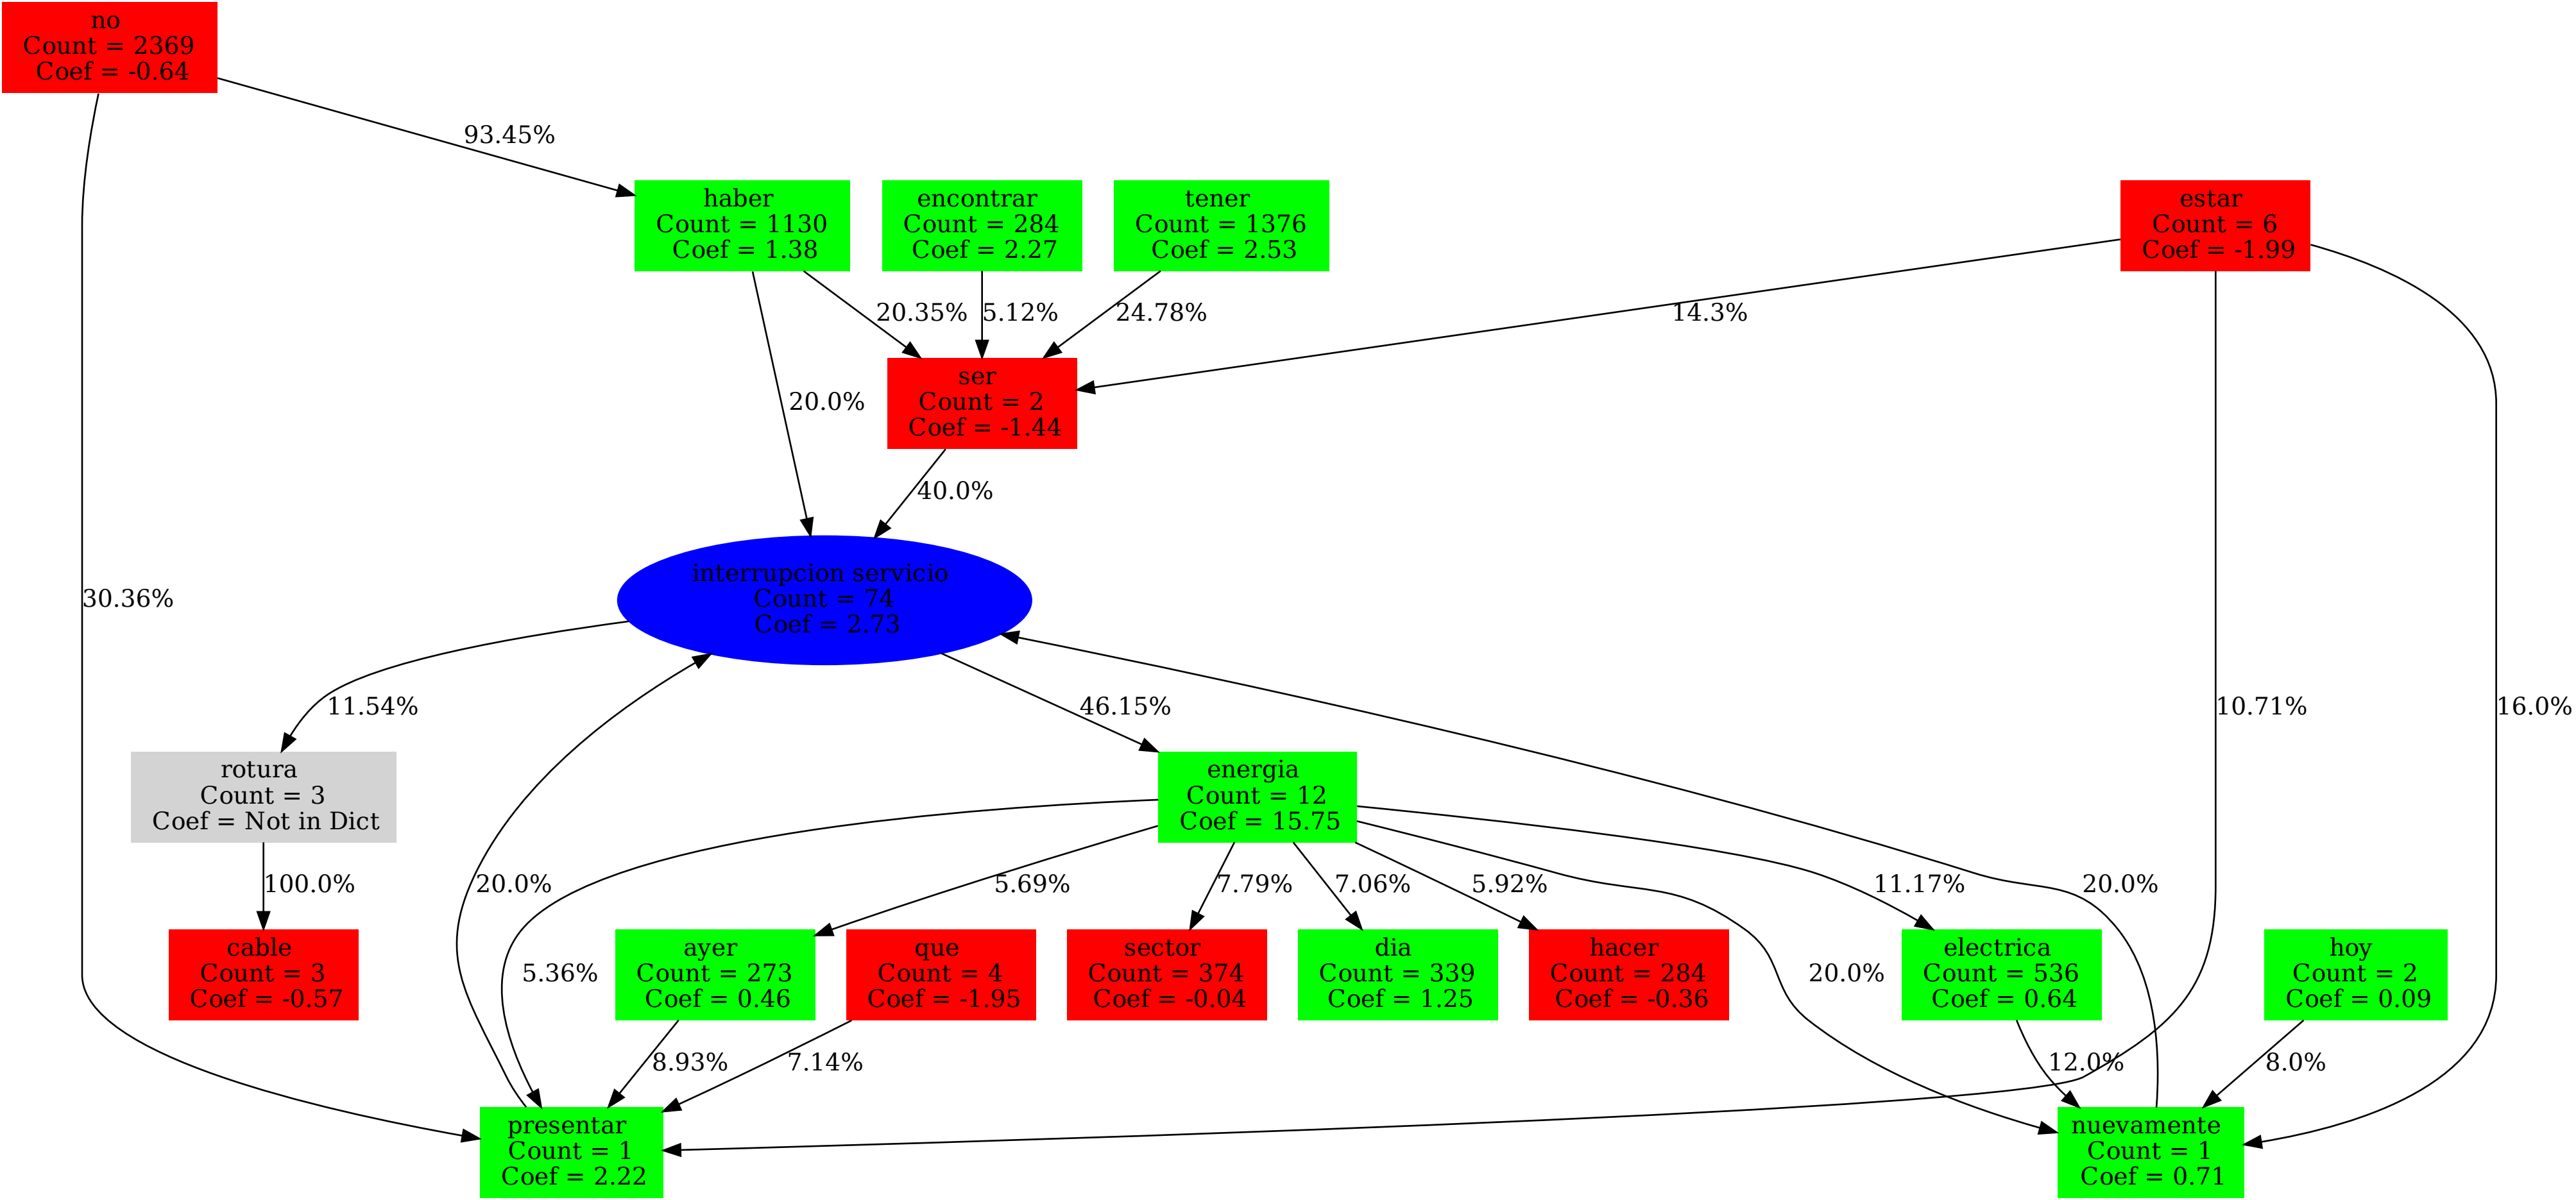 no
Count = 2369
Coef = -0.64
93.45%
haber
Count = 1130
Coef = 1.38
encontrar
Count = 284
Coef = 2.27
tener
Count = 1376
Coef = 2.53
estar
Count = 6
Coef = -1.99
20.35%
5.12%
24.78%
14.3%
ser
Count = 2
Coef = -1.44
20.0%
40.0%
interrupcion servicio
Count = 74
Coef = 2.73
30.36%
11.54%
46.15%
10.71%
16.0%
rotura
Count = 3
Coef = Not in Dict
energia
Count = 12
Coef = 15.75
100.0%
20.0%
5.69%
7.79%
7.06%
5.92%
11.17%
20.0%
cable
Count = 3
Coef = -0.57
5.36%
ayer
Count = 273
Coef = 0.46
que
Count = 4
Coef = -1.95
sector
Count = 374
Coef = -0.04
dia
Count = 339
Coef = 1.25
hacer
Count = 284
Coef = -0.36
20.0%
electrica
Count = 536
Coef = 0.64
hoy
Count = 2
Coef = 0.09
8.93%
7.14%
12.0%
8.0%
presentar
Count = 1
Coef = 2.22
nuevamente
Count = 1
Coef = 0.71